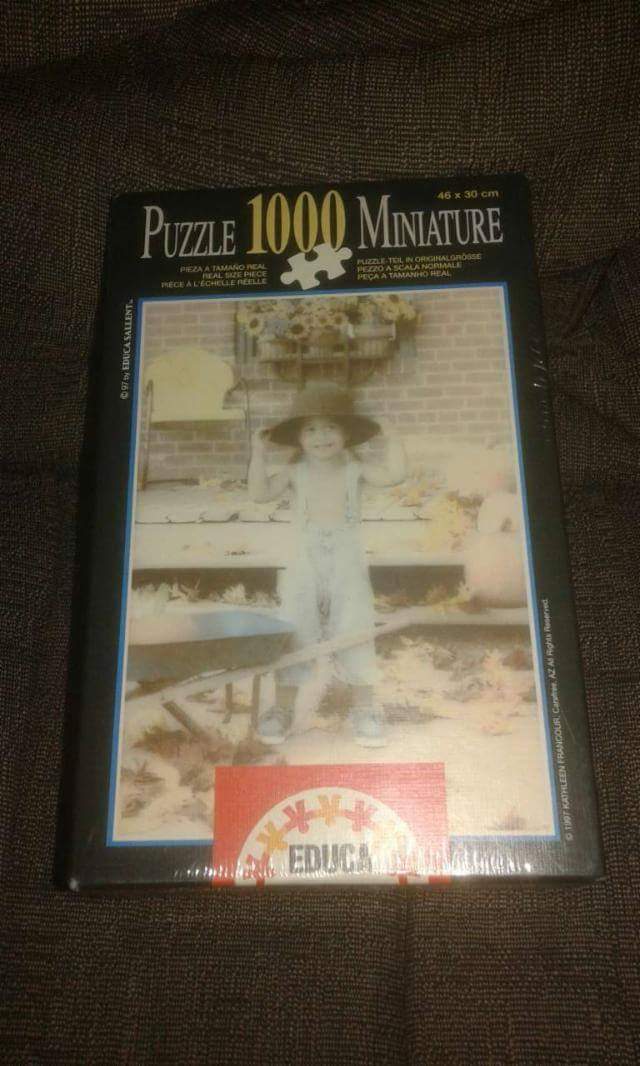 46 x 30 cm
PUZZLE 1000 MINIATURE
PIEZA A TAMAÑO REAL
REAL SIZE PIECE
PIÈCE À L'ÉCHELLE RÉELLE
PUZZLE-TEIL IN ORIGINALGRÖSSE
PEZZO A SCALA NORMALE
PEÇA A TAMANHO REAL
© 97 by EDUCA SALLENT
© 1997 KATHLEEN FRANCOUR, Carefree, AZ All Rights Reserved.
EDUCA